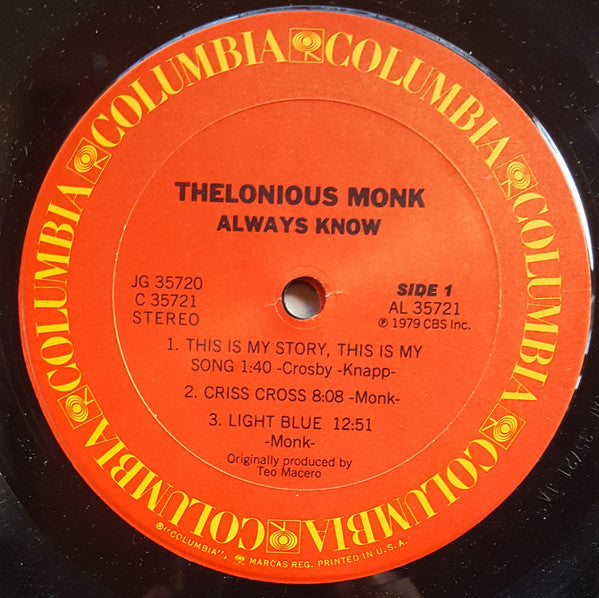 COLUMBIA COLUMBIA COLUMBIA COLUMBIA COLUMBIA COLUMBIA
THELONIOUS MONK
ALWAYS KNOW
JG 35720
C 35721
STEREO
SIDE 1
AL 35721
℗ 1979 CBS Inc.
1. THIS IS MY STORY, THIS IS MY
SONG 1:40 -Crosby -Knapp-
2. CRISS CROSS 8:08 -Monk-
3. LIGHT BLUE 12:51
-Monk-
Originally produced by
Teo Macero
®"COLUMBIA", MARCAS REG. PRINTED IN U.S.A.